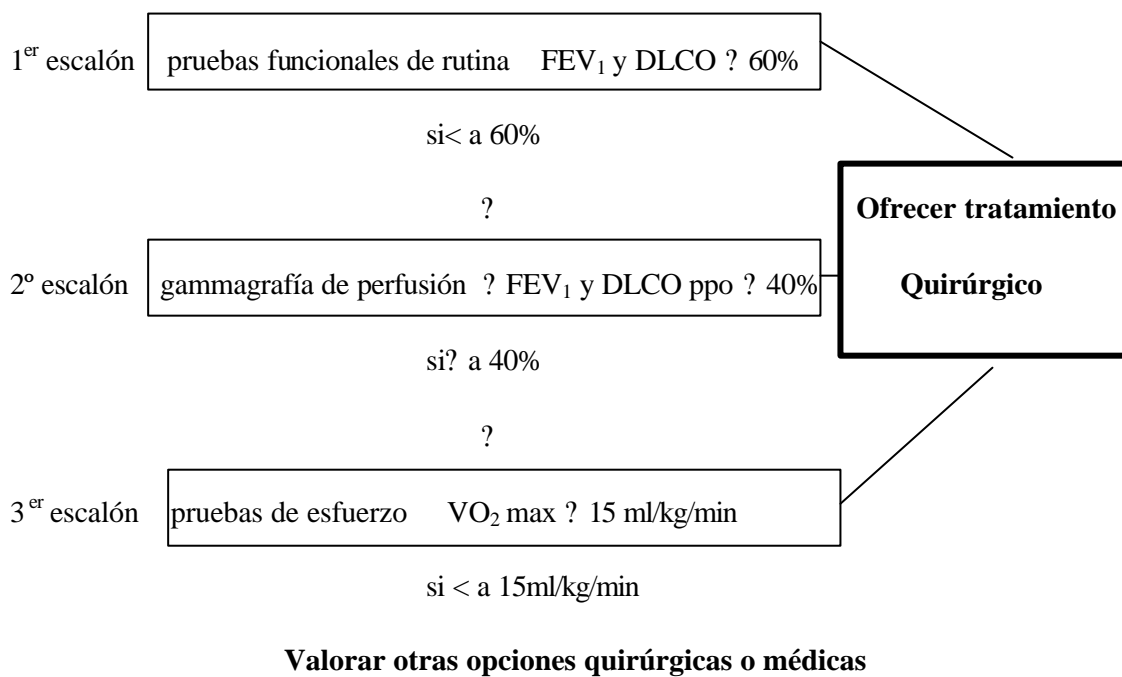 1er escalón pruebas funcionales de rutina FEV1 y DLCO ? 60%
si< a 60%
?
Ofrecer tratamiento
2º escalón gammagrafía de perfusión ? FEV1 y DLCO ppo ? 40%
Quirúrgico
si? a 40%
?
3er escalón pruebas de esfuerzo VO2 max ? 15 ml/kg/min
si < a 15ml/kg/min
Valorar otras opciones quirúrgicas o médicas